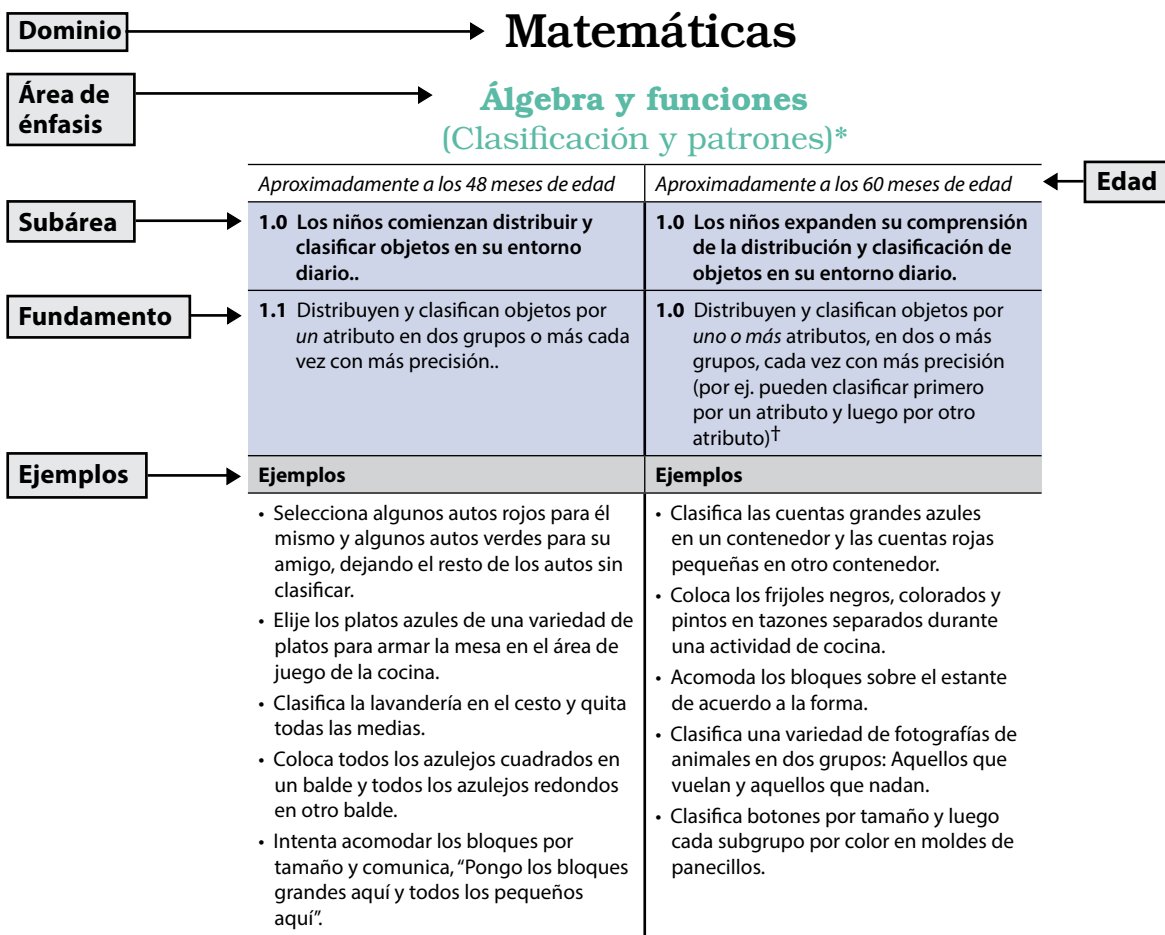 Dominio
Matemáticas
Área de
énfasis
Álgebra y funciones
(Clasificación y patrones)*
Aproximadamente a los 48 meses de edad
Aproximadamente a los 60 meses de edad
Edad
Subárea
1.0 Los niños comienzan distribuir y
clasificar objetos en su entorno
diario..
1.0 Los niños expanden su comprensión
de la distribución y clasificación de
objetos en su entorno diario.
Fundamento
1.1 Distribuyen y clasifican objetos por
un atributo en dos grupos o más cada
vez con más precisión..
1.0 Distribuyen y clasifican objetos por
uno o más atributos, en dos o más
grupos, cada vez con más precisión
(por ej. pueden clasificar primero
por un atributo y luego por otro
atributo)†
Ejemplos
Ejemplos
• Selecciona algunos autos rojos para él
mismo y algunos autos verdes para su
amigo, dejando el resto de los autos sin
clasificar.
• Elije los platos azules de una variedad de
platos para armar la mesa en el área de
juego de la cocina.
• Clasifica la lavandería en el cesto y quita
todas las medias.
• Coloca todos los azulejos cuadrados en
un balde y todos los azulejos redondos
en otro balde.
• Intenta acomodar los bloques por
tamaño y comunica, "Pongo los bloques
grandes aquí y todos los pequeños
aquí".
Ejemplos
• Clasifica las cuentas grandes azules
en un contenedor y las cuentas rojas
pequeñas en otro contenedor.
• Coloca los frijoles negros, colorados y
pintos en tazones separados durante
una actividad de cocina.
• Acomoda los bloques sobre el estante
de acuerdo a la forma.
• Clasifica una variedad de fotografías de
animales en dos grupos: Aquellos que
vuelan y aquellos que nadan.
• Clasifica botones por tamaño y luego
cada subgrupo por color en moldes de
panecillos.